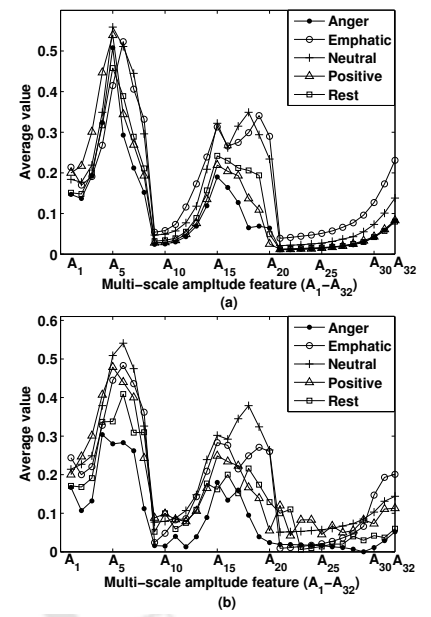 Anger
Emphatic
Neutral
Positive
Rest
0.5
0.4
0.3
0.2
0.1
0
Average value
A1 A5 A10 A15 A20 A25 A30 A32
Multi-scale ampltude feature (A1-A32)
(a)
0.6
Anger
Emphatic
Neutral
Positive
Rest
0.5
0.4
0.3
0.2
0.1
0
Average value
A1 A5 A10 A15 A20 A25 A30 A32
Multi-scale ampltude feature (A1-A32)
(b)